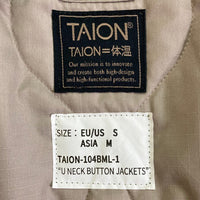 TAION
TAION=体温
Our mission is to innovate
and create both high-design
and high-functional products.
SIZE : EU/US S
ASIA M
TAION-104BML-1
"U NECK BUTTON JACKETS"